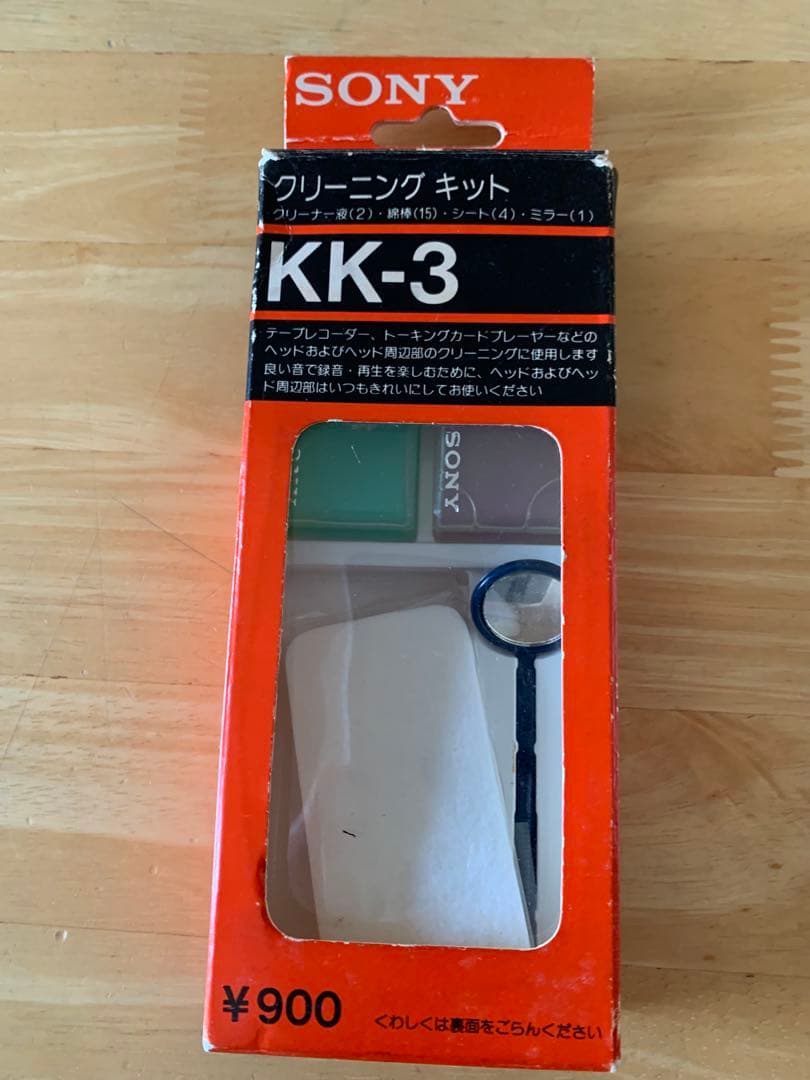 SONY
クリーニング キット
クリーナー液(2)・綿棒(15)・シート(4)・ミラー(1)
KK-3
テープレコーダー、トーキングカードプレーヤーなどの
ヘッドおよびヘッド周辺部のクリーニングに使用します
良い音で録音・再生を楽しむために、ヘッドおよびヘッ
ド周辺部はいつもきれいにしてお使いください
SONY
¥900
くわしくは裏面をごらんください